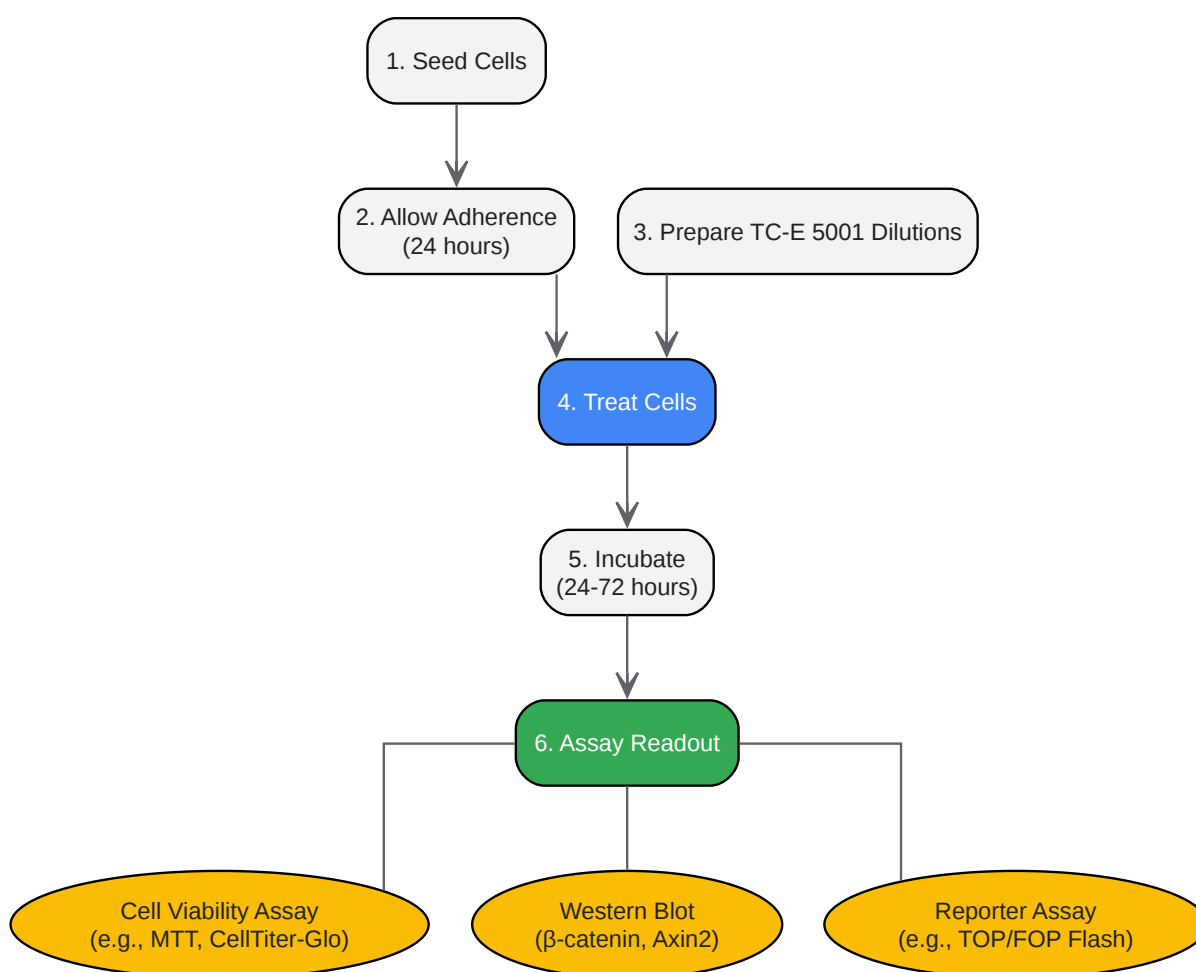 1. Seed Cells
2. Allow Adherence
(24 hours)
3. Prepare TC-E 5001 Dilutions
4. Treat Cells
5. Incubate
(24-72 hours)
6. Assay Readout
Cell Viability Assay
(e.g., MTT, CellTiter-Glo)
Western Blot
(β-catenin, Axin2)
Reporter Assay
(e.g., TOP/FOP Flash)